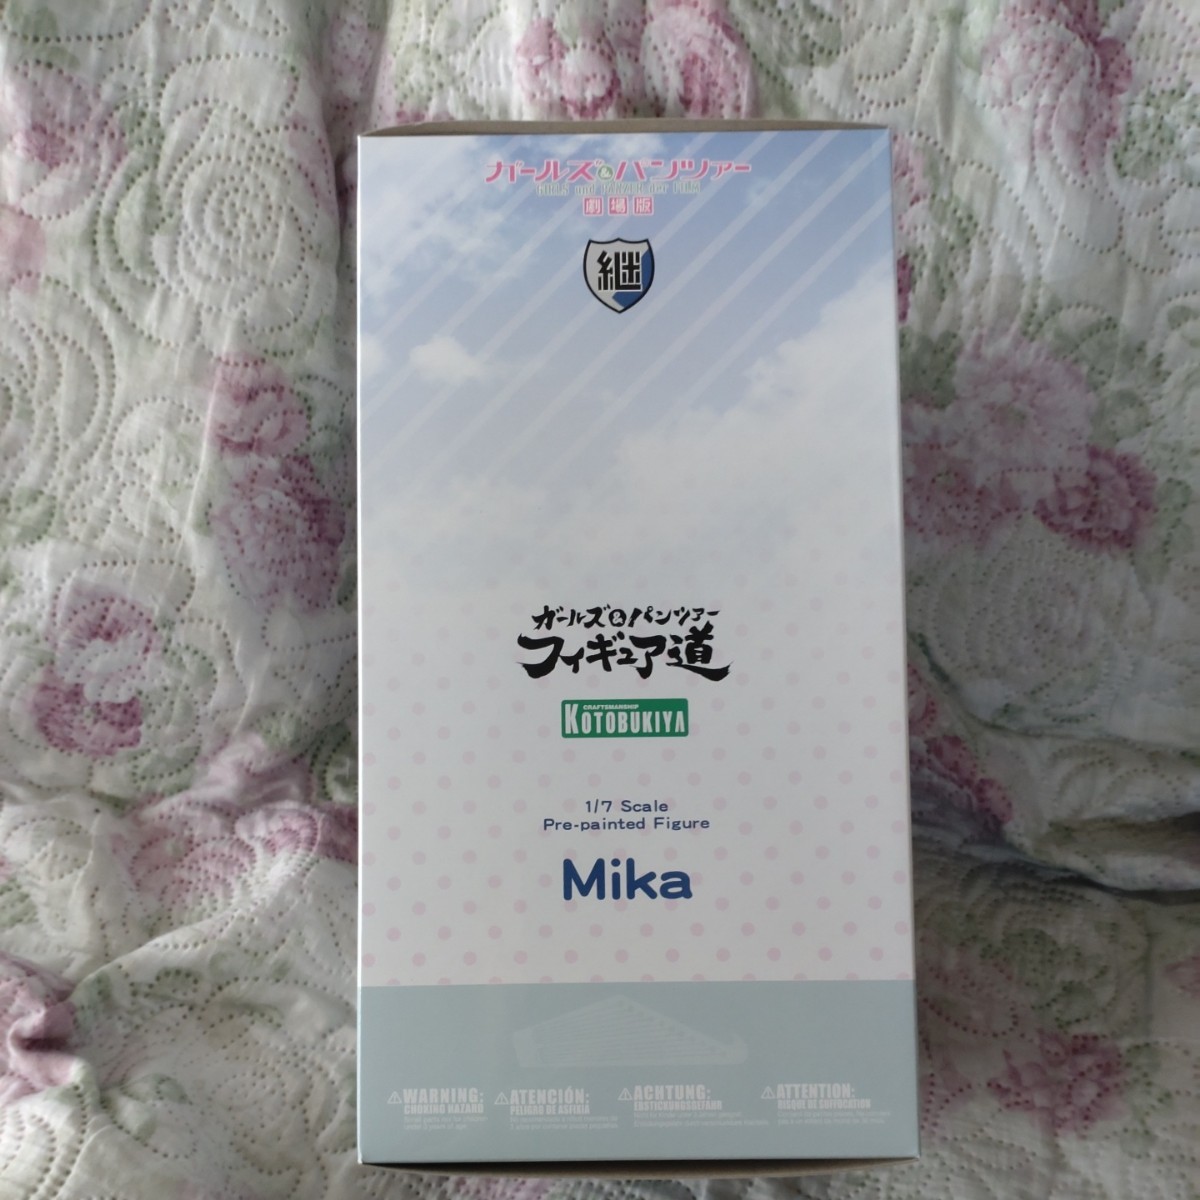 ガールズ&パンツァー
GIRLS und PANZER der FILM
劇場版
継
ガールズ&パンツァー
フィギュア道
CRAFTSMANSHIP
KOTOBUKIYA
1/7 Scale
Pre-painted Figure
Mika
⚠WARNING:
CHOKING HAZARD
⚠ATENCIÓN:
PELIGRO DE ASFIXIA
⚠ACHTUNG:
ERSTICKUNGSGEFAHR
⚠ATTENTION:
RISQUE DE SUFFOCATION